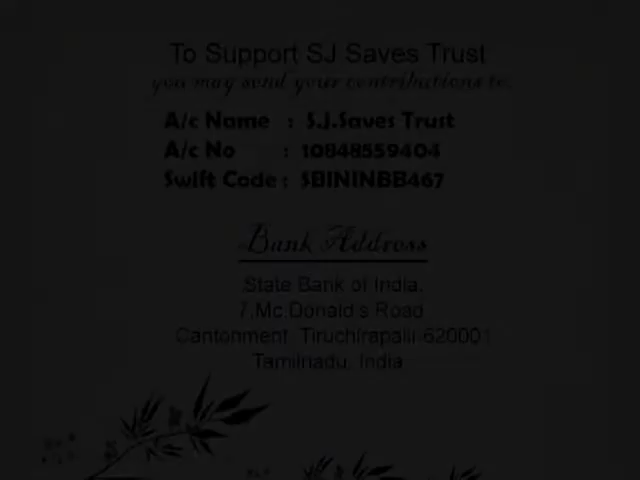 To Support SJ Saves Trust
you may send your contributions to
A/c Name : S.J.Saves Trust
A/c No : 10848559404
Swift Code : SBININBB467
Bank Address
State Bank of India,
7,Mc.Donald's Road
Cantonment, Tiruchirapalli-620001
Tamilnadu, India